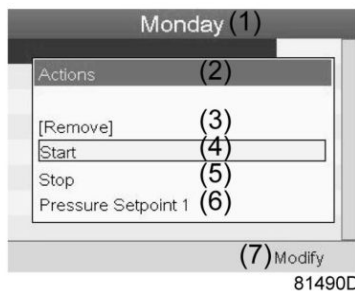 Monday (1)
Actions (2)
[Remove] (3)
Start (4)
Stop (5)
Pressure Setpoint 1 (6)
(7) Modify
81490D